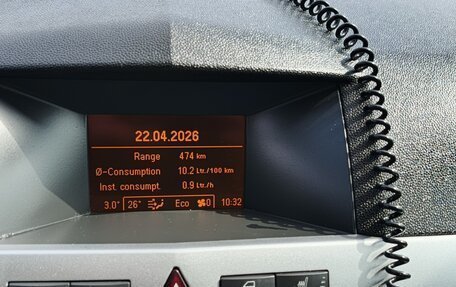 22.04.2026
Range 474 km
Ø-Consumption 10.2 Ltr./100 km
Inst. consumpt. 0.9 Ltr./h
3.0° 26° Eco 0 10:32